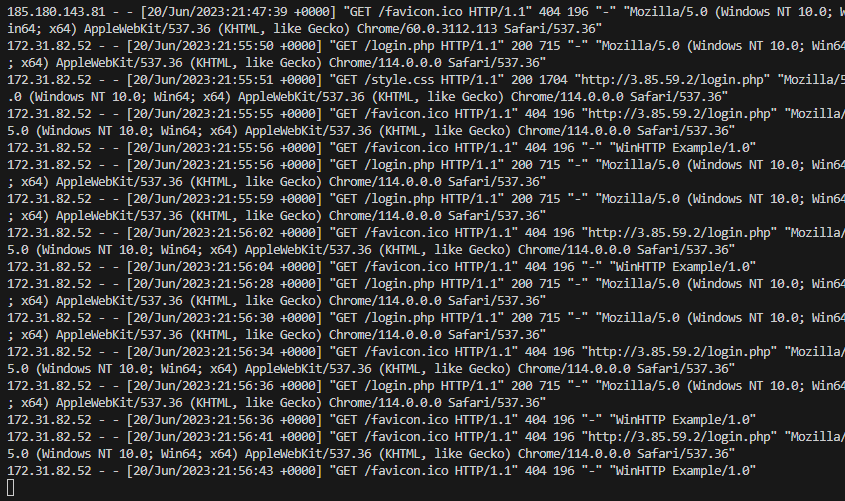 185.180.143.81 - - [20/Jun/2023:21:47:39 +0000] "GET /favicon.ico HTTP/1.1" 404 196 "-" "Mozilla/5.0 (Windows NT 10.0; W
in64; x64) AppleWebKit/537.36 (KHTML, like Gecko) Chrome/60.0.3112.113 Safari/537.36"
172.31.82.52 - - [20/Jun/2023:21:55:50 +0000] "GET /login.php HTTP/1.1" 200 715 "-" "Mozilla/5.0 (Windows NT 10.0; Win64
; x64) AppleWebKit/537.36 (KHTML, like Gecko) Chrome/114.0.0.0 Safari/537.36"
172.31.82.52 - - [20/Jun/2023:21:55:51 +0000] "GET /style.css HTTP/1.1" 200 1704 "http://3.85.59.2/login.php" "Mozilla/5
.0 (Windows NT 10.0; Win64; x64) AppleWebKit/537.36 (KHTML, like Gecko) Chrome/114.0.0.0 Safari/537.36"
172.31.82.52 - - [20/Jun/2023:21:55:55 +0000] "GET /favicon.ico HTTP/1.1" 404 196 "http://3.85.59.2/login.php" "Mozilla/
5.0 (Windows NT 10.0; Win64; x64) AppleWebKit/537.36 (KHTML, like Gecko) Chrome/114.0.0.0 Safari/537.36"
172.31.82.52 - - [20/Jun/2023:21:55:56 +0000] "GET /favicon.ico HTTP/1.1" 404 196 "-" "WinHTTP Example/1.0"
172.31.82.52 - - [20/Jun/2023:21:55:56 +0000] "GET /login.php HTTP/1.1" 200 715 "-" "Mozilla/5.0 (Windows NT 10.0; Win64
; x64) AppleWebKit/537.36 (KHTML, like Gecko) Chrome/114.0.0.0 Safari/537.36"
172.31.82.52 - - [20/Jun/2023:21:55:59 +0000] "GET /login.php HTTP/1.1" 200 715 "-" "Mozilla/5.0 (Windows NT 10.0; Win64
; x64) AppleWebKit/537.36 (KHTML, like Gecko) Chrome/114.0.0.0 Safari/537.36"
172.31.82.52 - - [20/Jun/2023:21:56:02 +0000] "GET /favicon.ico HTTP/1.1" 404 196 "http://3.85.59.2/login.php" "Mozilla/
5.0 (Windows NT 10.0; Win64; x64) AppleWebKit/537.36 (KHTML, like Gecko) Chrome/114.0.0.0 Safari/537.36"
172.31.82.52 - - [20/Jun/2023:21:56:04 +0000] "GET /favicon.ico HTTP/1.1" 404 196 "-" "WinHTTP Example/1.0"
172.31.82.52 - - [20/Jun/2023:21:56:28 +0000] "GET /login.php HTTP/1.1" 200 715 "-" "Mozilla/5.0 (Windows NT 10.0; Win64
; x64) AppleWebKit/537.36 (KHTML, like Gecko) Chrome/114.0.0.0 Safari/537.36"
172.31.82.52 - - [20/Jun/2023:21:56:30 +0000] "GET /login.php HTTP/1.1" 200 715 "-" "Mozilla/5.0 (Windows NT 10.0; Win64
; x64) AppleWebKit/537.36 (KHTML, like Gecko) Chrome/114.0.0.0 Safari/537.36"
172.31.82.52 - - [20/Jun/2023:21:56:34 +0000] "GET /favicon.ico HTTP/1.1" 404 196 "http://3.85.59.2/login.php" "Mozilla/
5.0 (Windows NT 10.0; Win64; x64) AppleWebKit/537.36 (KHTML, like Gecko) Chrome/114.0.0.0 Safari/537.36"
172.31.82.52 - - [20/Jun/2023:21:56:36 +0000] "GET /login.php HTTP/1.1" 200 715 "-" "Mozilla/5.0 (Windows NT 10.0; Win64
; x64) AppleWebKit/537.36 (KHTML, like Gecko) Chrome/114.0.0.0 Safari/537.36"
172.31.82.52 - - [20/Jun/2023:21:56:36 +0000] "GET /favicon.ico HTTP/1.1" 404 196 "-" "WinHTTP Example/1.0"
172.31.82.52 - - [20/Jun/2023:21:56:41 +0000] "GET /favicon.ico HTTP/1.1" 404 196 "http://3.85.59.2/login.php" "Mozilla/
5.0 (Windows NT 10.0; Win64; x64) AppleWebKit/537.36 (KHTML, like Gecko) Chrome/114.0.0.0 Safari/537.36"
172.31.82.52 - - [20/Jun/2023:21:56:43 +0000] "GET /favicon.ico HTTP/1.1" 404 196 "-" "WinHTTP Example/1.0"